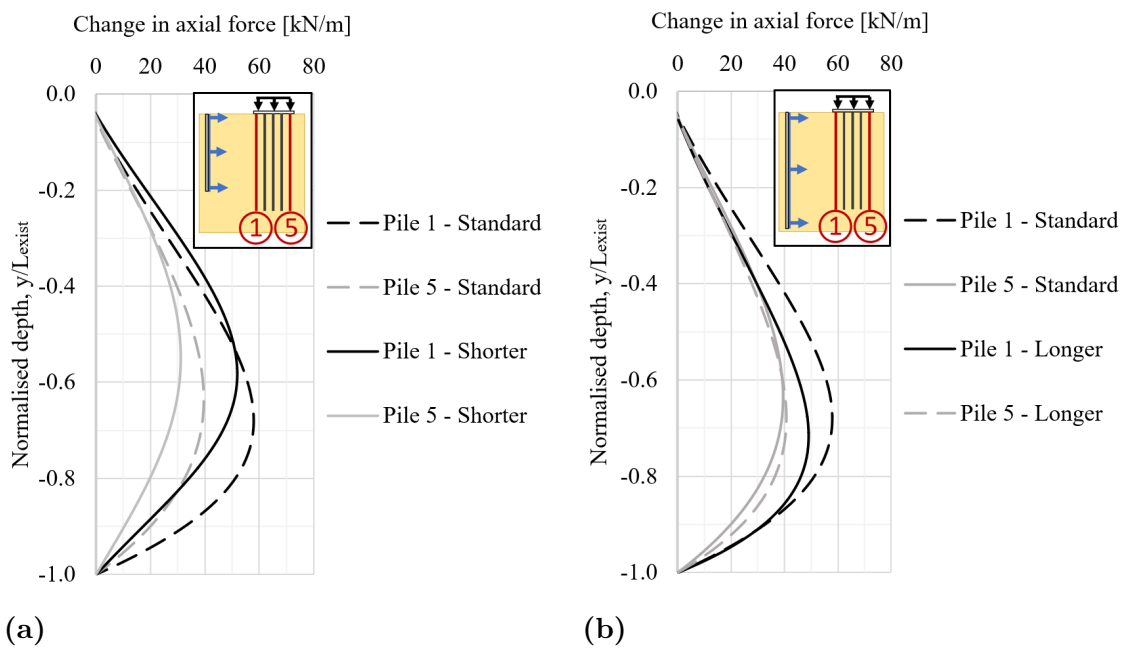 Change in axial force [kN/m]
0 20 40 60 80
0.0
-0.2
-0.4
-0.6
-0.8
-1.0
Normalised depth, y/Lexist
1 5
Pile 1 - Standard
Pile 5 - Standard
Pile 1 - Shorter
Pile 5 - Shorter
(a)
Change in axial force [kN/m]
0 20 40 60 80
0.0
-0.2
-0.4
-0.6
-0.8
-1.0
Normalised depth, y/Lexist
1 5
Pile 1 - Standard
Pile 5 - Standard
Pile 1 - Longer
Pile 5 - Longer
(b)